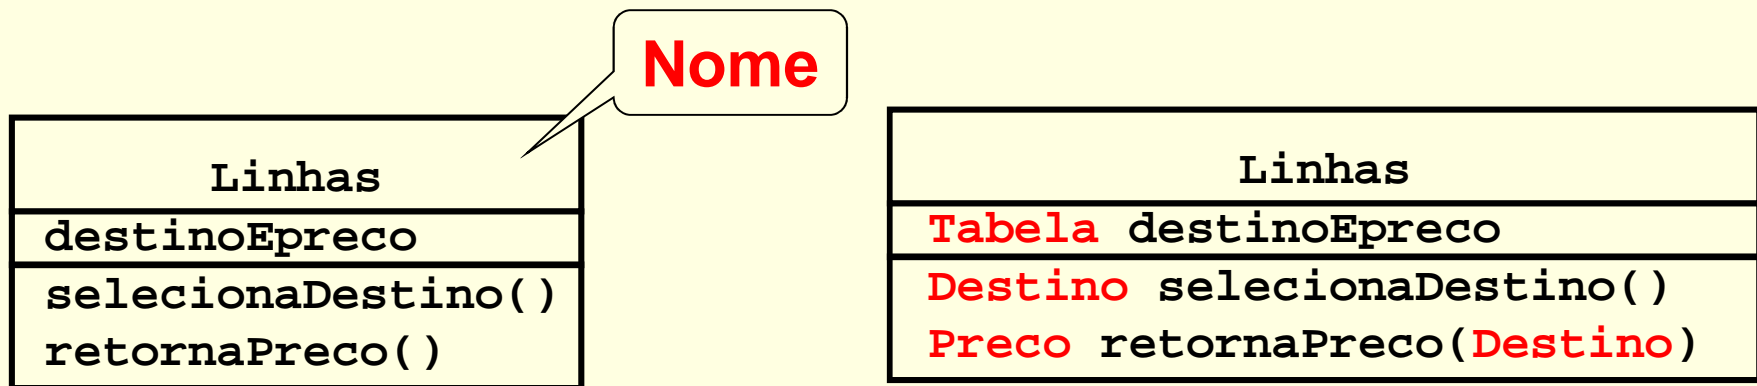 Nome
Linhas
destinoEpreco
selecionaDestino()
retornaPreco()
Linhas
Tabela destinoEpreco
Destino selecionaDestino()
Preco retornaPreco(Destino)